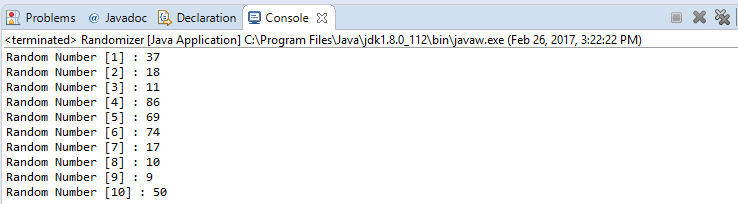 Problems @ Javadoc Declaration Console
<terminated> Randomizer [Java Application] C:\Program Files\Java\jdk1.8.0_112\bin\javaw.exe (Feb 26, 2017, 3:22:22 PM)
Random Number [1] : 37
Random Number [2] : 18
Random Number [3] : 11
Random Number [4] : 86
Random Number [5] : 69
Random Number [6] : 74
Random Number [7] : 17
Random Number [8] : 10
Random Number [9] : 9
Random Number [10] : 50